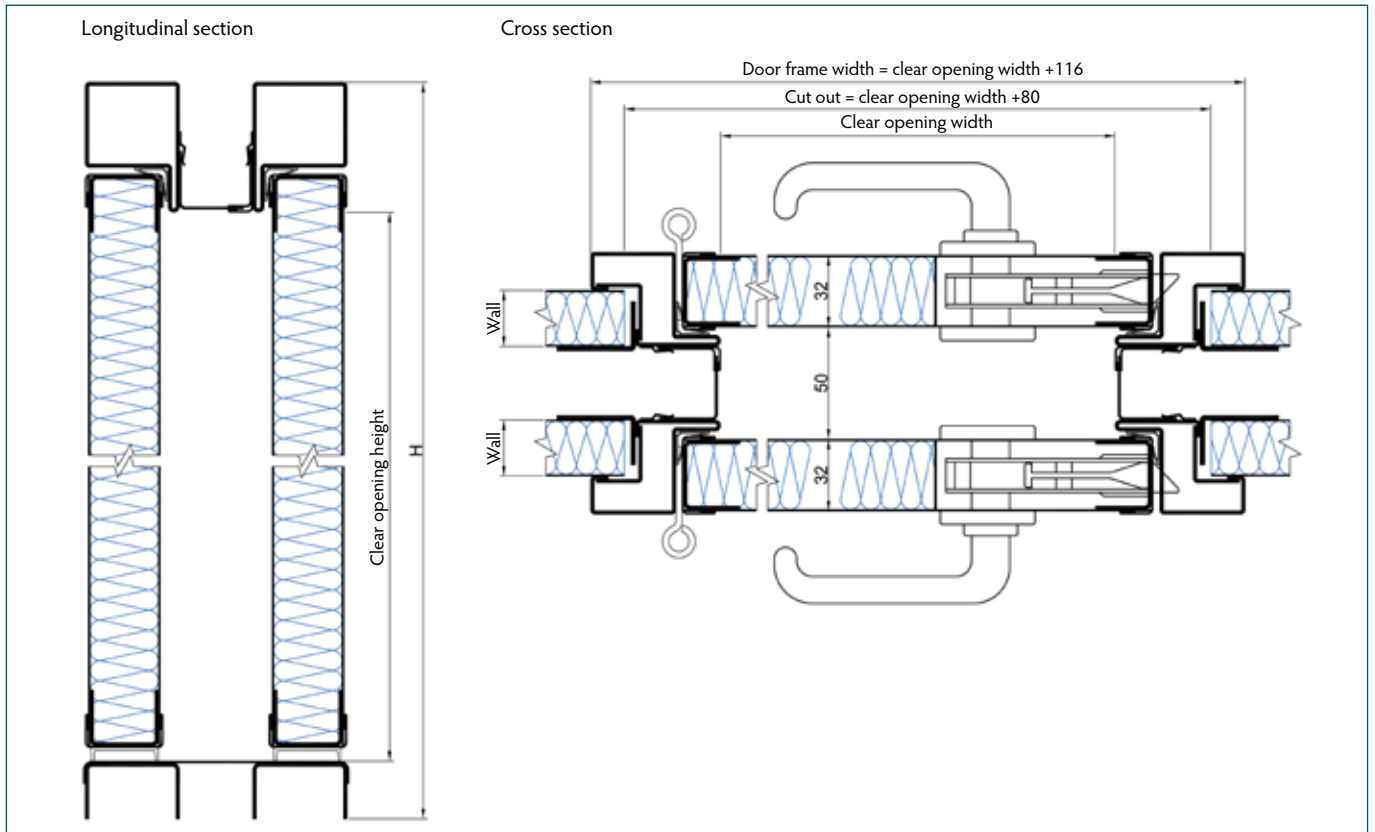 Longitudinal section
Cross section
Door frame width = clear opening width +116
Cut out = clear opening width +80
Clear opening width
Wall
32
50
Wall
32
Clear opening height
H